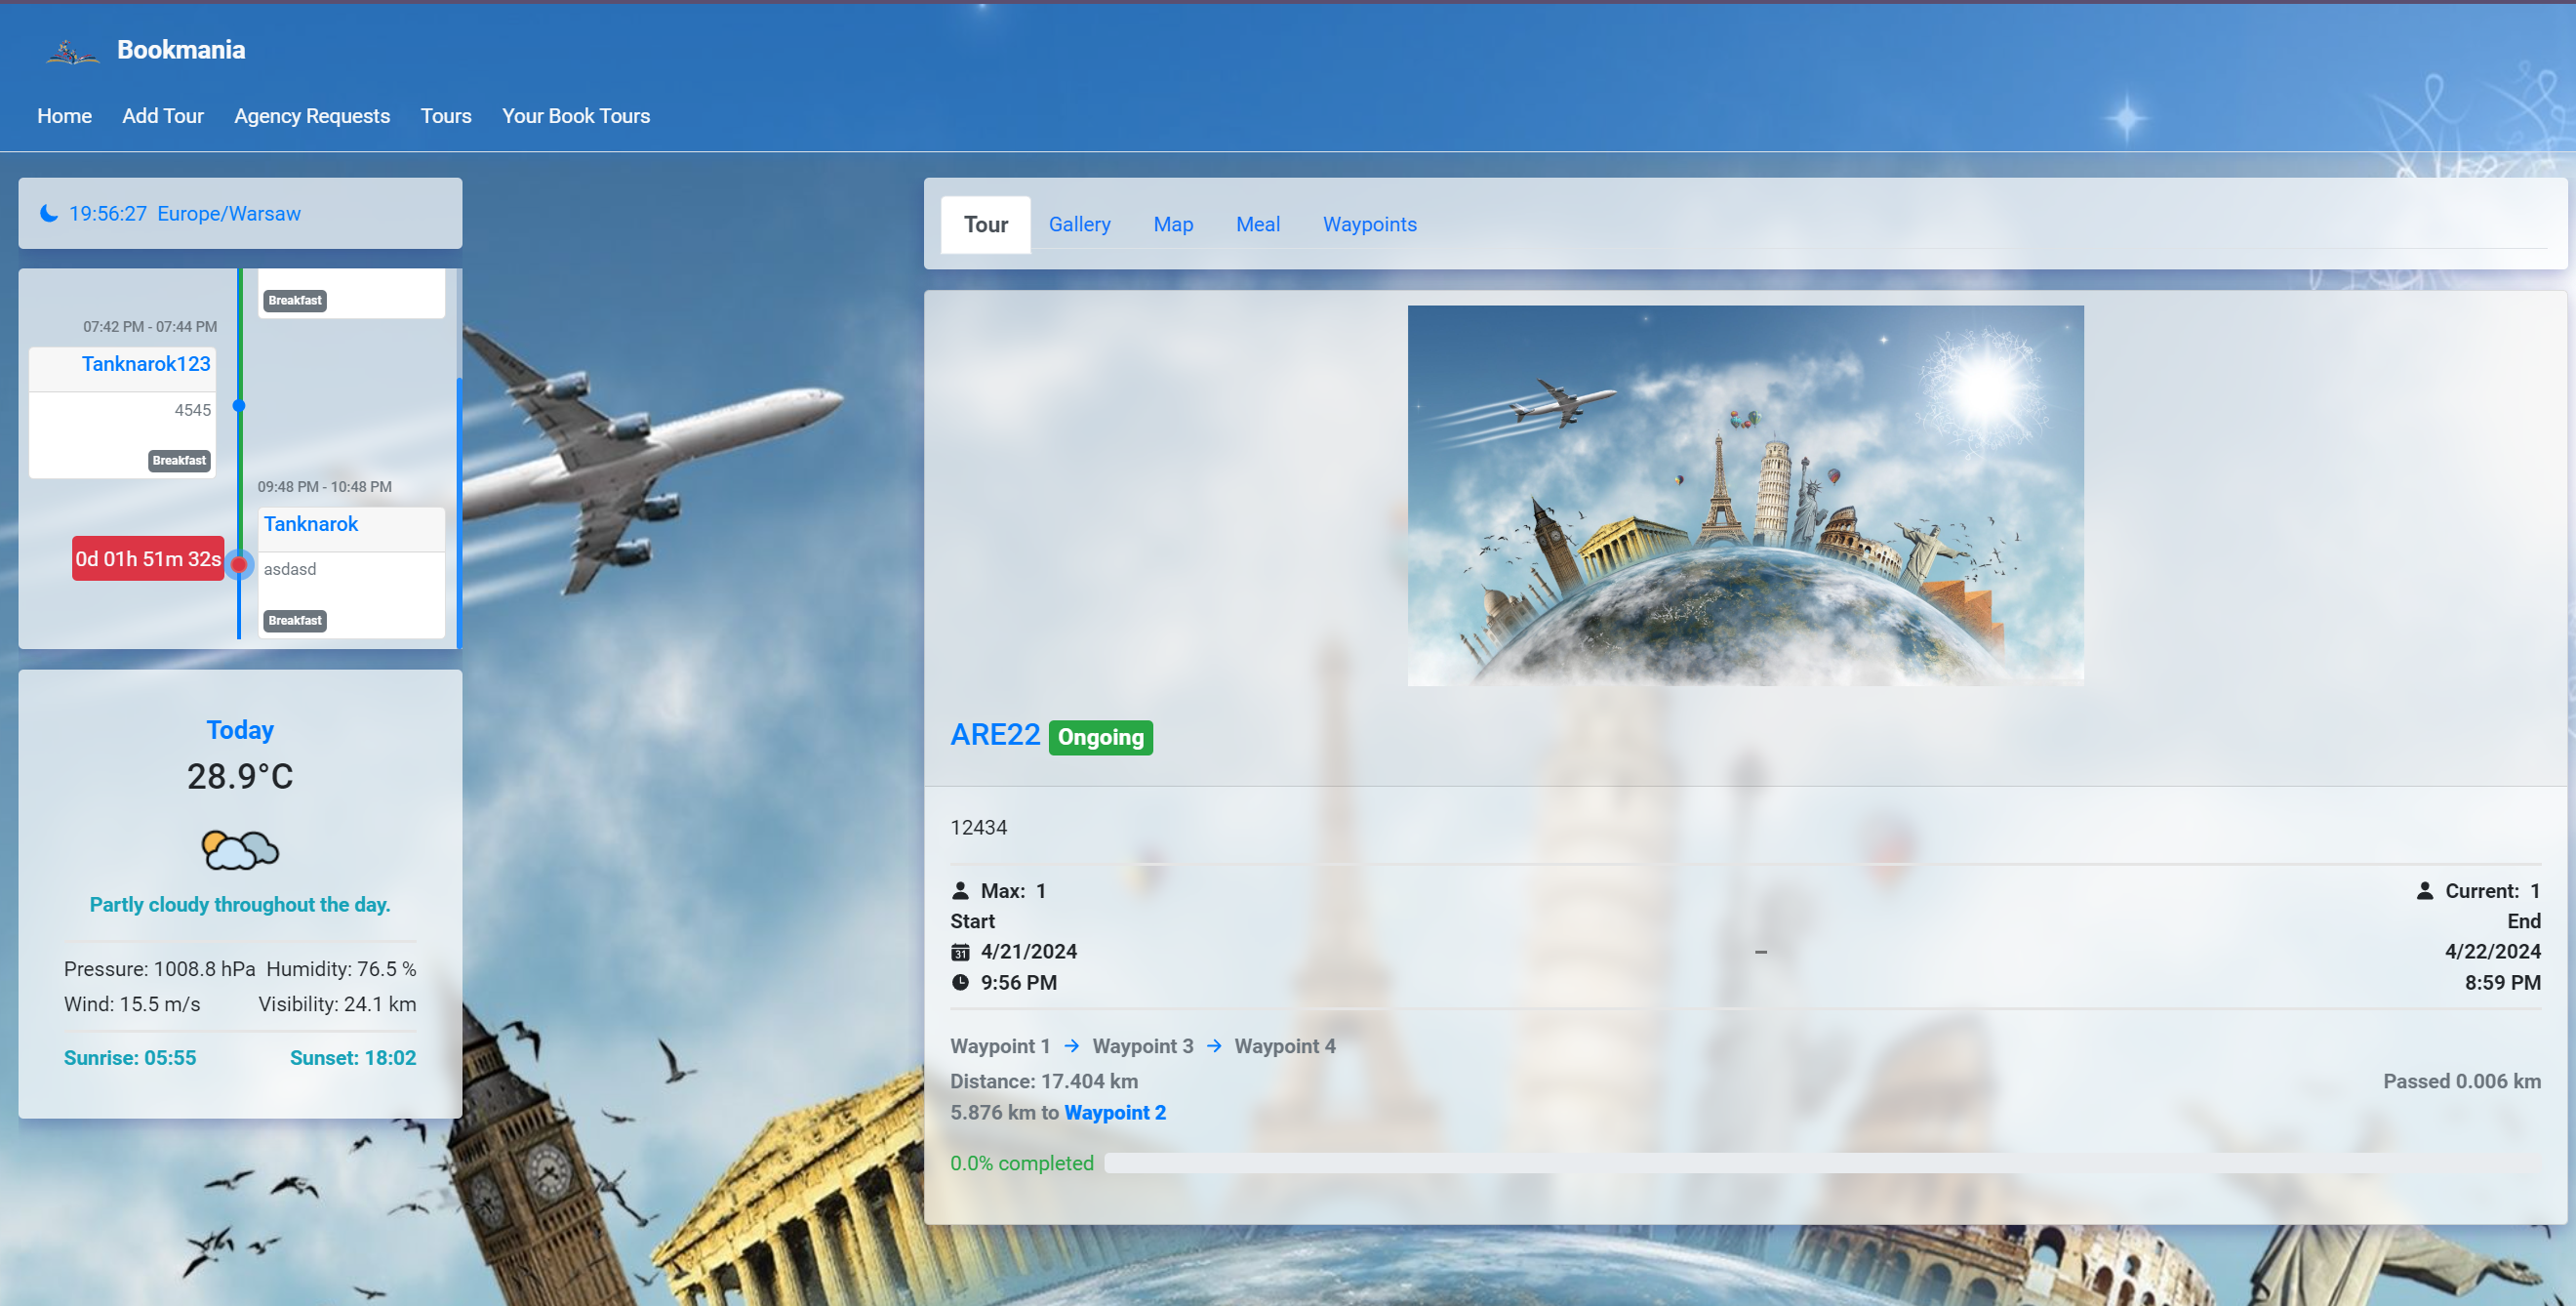 Bookmania
Home Add Tour Agency Requests Tours Your Book Tours
19:56:27 Europe/Warsaw
Breakfast
07:42 PM - 07:44 PM
Tanknarok123
4545
Breakfast
09:48 PM - 10:48 PM
Tanknarok
0d 01h 51m 32s
asdasd
Breakfast
Today
28.9°C
Partly cloudy throughout the day.
Pressure: 1008.8 hPa Humidity: 76.5 %
Wind: 15.5 m/s Visibility: 24.1 km
Sunrise: 05:55 Sunset: 18:02
Tour Gallery Map Meal Waypoints
ARE22 Ongoing
12434
Max: 1 Current: 1
Start End
31 4/21/2024 – 4/22/2024
9:56 PM 8:59 PM
Waypoint 1 → Waypoint 3 → Waypoint 4
Distance: 17.404 km Passed 0.006 km
5.876 km to Waypoint 2
0.0% completed